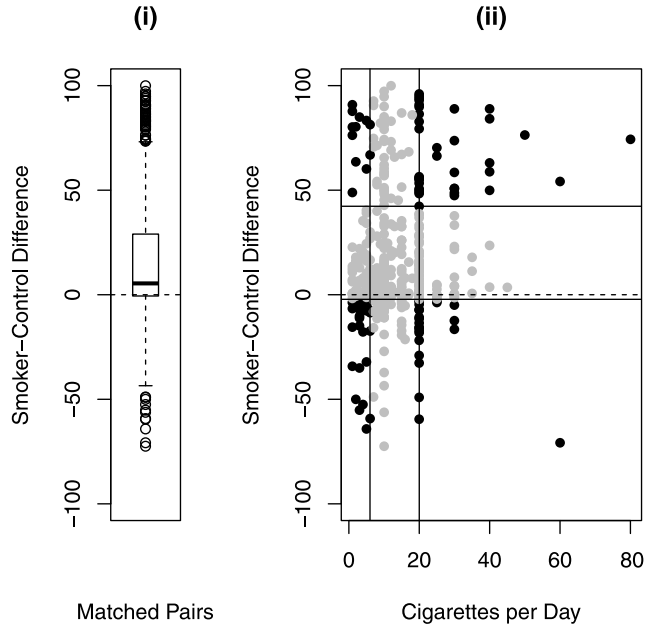 (i)
Smoker−Control Difference
100
50
0
−50
−100
Matched Pairs
(ii)
Smoker−Control Difference
100
50
0
−50
−100
0 20 40 60 80
Cigarettes per Day